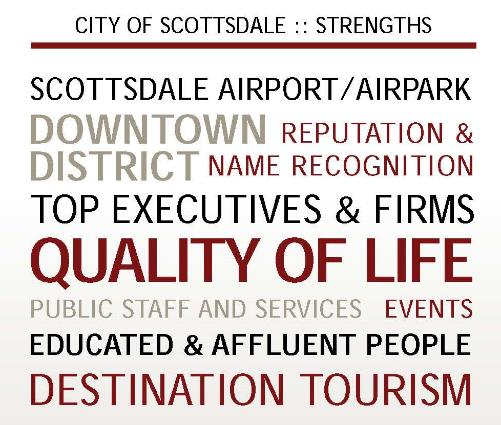 CITY OF SCOTTSDALE :: STRENGTHS
SCOTTSDALE AIRPORT/AIRPARK
DOWNTOWN DISTRICT
REPUTATION &
NAME RECOGNITION
TOP EXECUTIVES & FIRMS
QUALITY OF LIFE
PUBLIC STAFF AND SERVICES EVENTS
EDUCATED & AFFLUENT PEOPLE
DESTINATION TOURISM